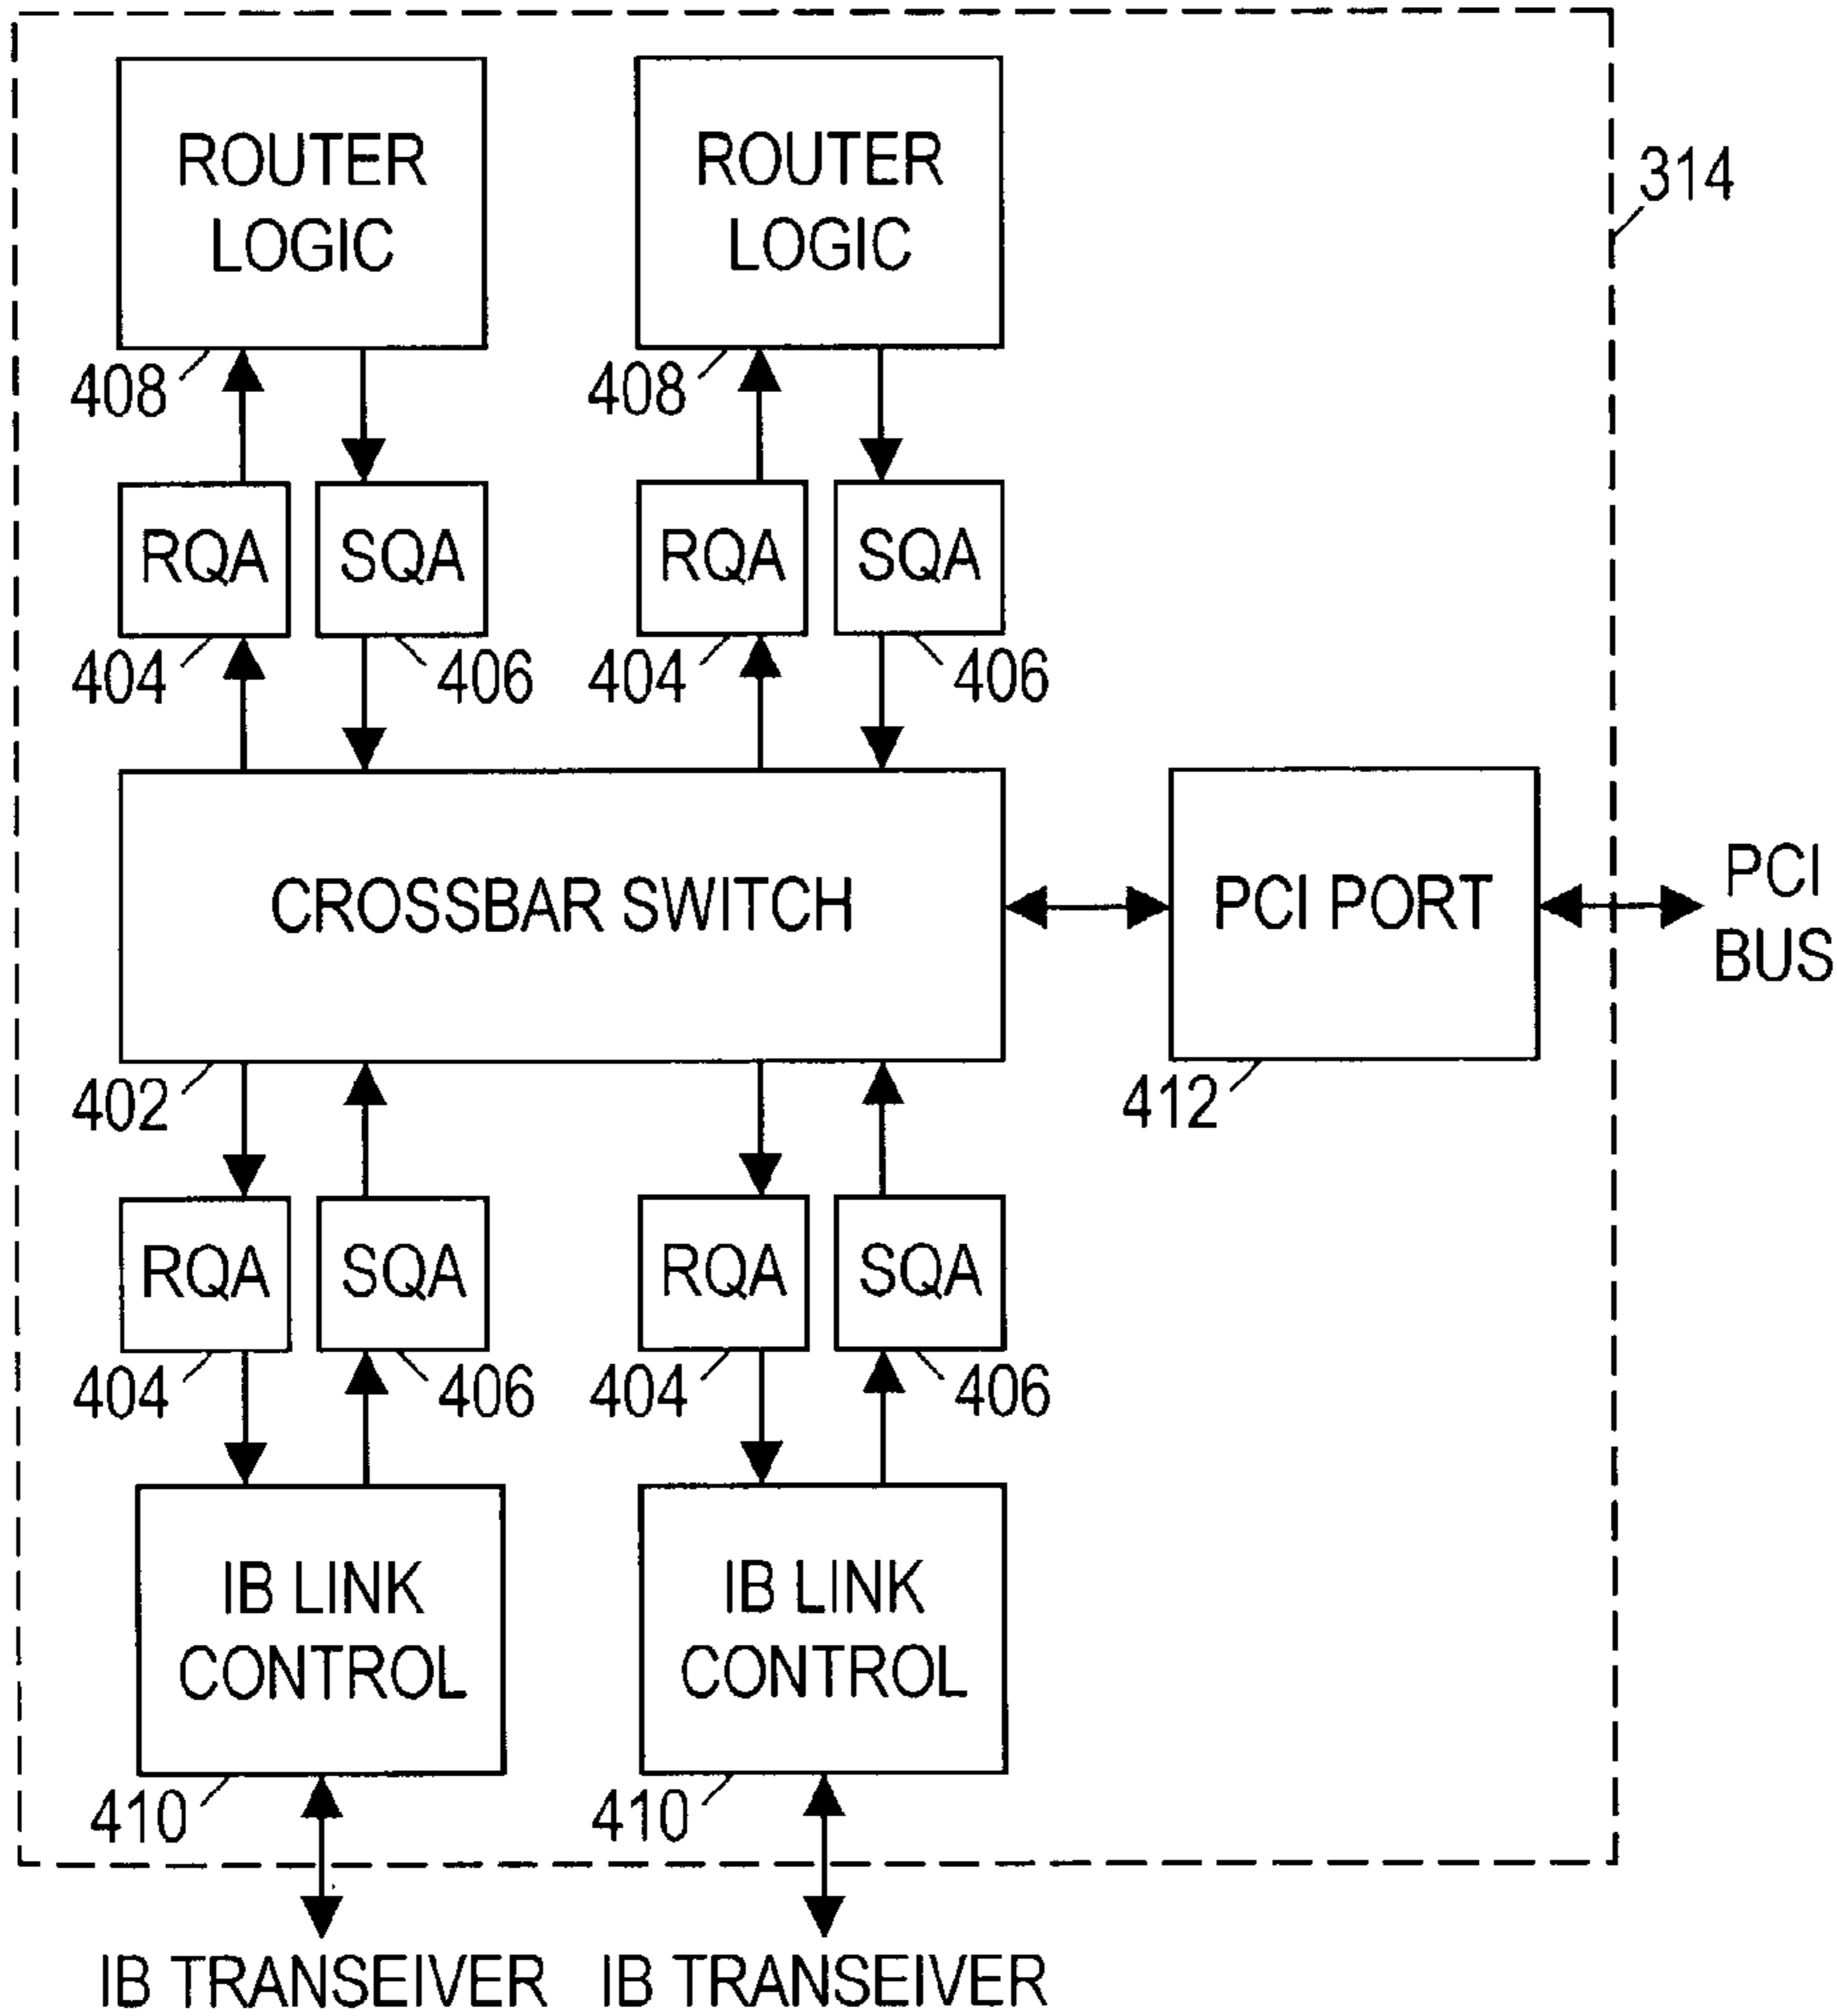 ROUTER
LOGIC
ROUTER
LOGIC
314
408
408
RQA
SQA
RQA
SQA
404
406
404
406
CROSSBAR SWITCH
PCI PORT
PCI
BUS
402
412
RQA
SQA
RQA
SQA
404
406
404
406
IB LINK
CONTROL
IB LINK
CONTROL
410
410
IB TRANSEIVER
IB TRANSEIVER